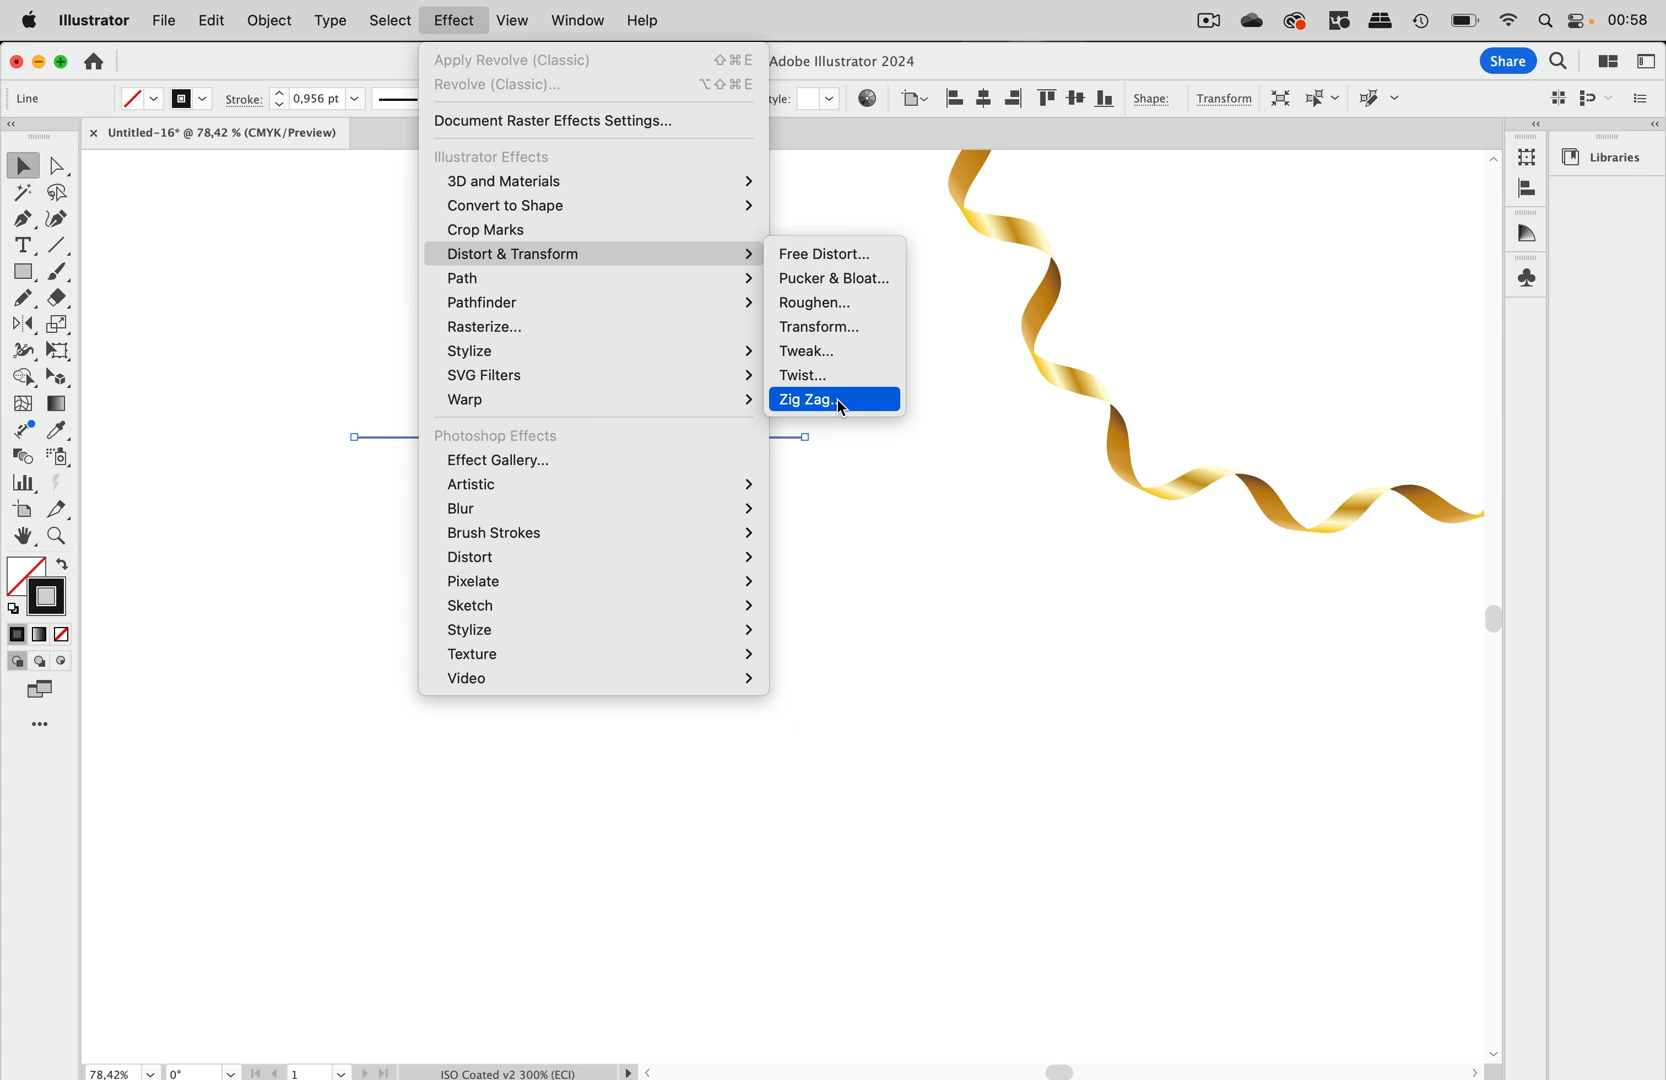 Illustrator File Edit Object Type Select Effect View Window Help 00:58
Adobe Illustrator 2024 Share
Line Stroke: 0,956 pt yle: Shape: Transform
× Untitled-16* @ 78,42 % (CMYK/Preview)
Libraries
Apply Revolve (Classic) ⇧⌘E
Revolve (Classic)... ⌥⇧⌘E
Document Raster Effects Settings...
Illustrator Effects
3D and Materials
Convert to Shape
Crop Marks
Distort & Transform
Path
Pathfinder
Rasterize...
Stylize
SVG Filters
Warp
Photoshop Effects
Effect Gallery...
Artistic
Blur
Brush Strokes
Distort
Pixelate
Sketch
Stylize
Texture
Video
Free Distort...
Pucker & Bloat...
Roughen...
Transform...
Tweak...
Twist...
Zig Zag...
78,42% 0° 1 ISO Coated v2 300% (ECI)